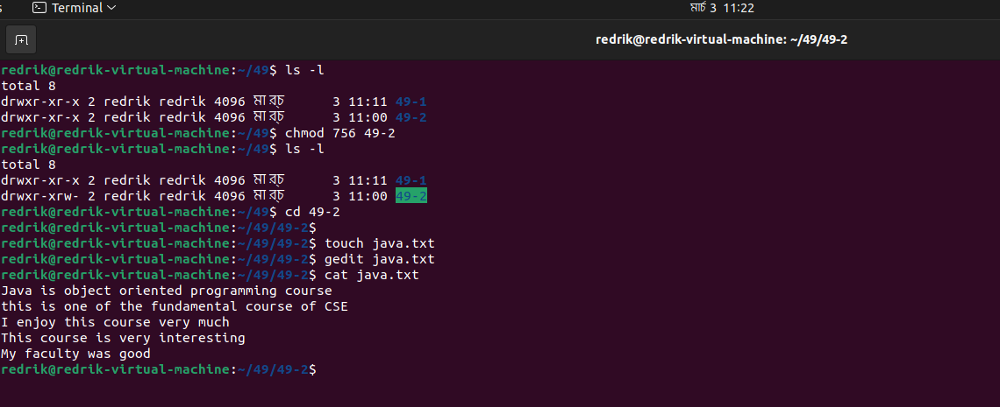 Terminal
মার্চ 3 11:22
redrik@redrik-virtual-machine: ~/49/49-2
redrik@redrik-virtual-machine:~/49$ ls -l
total 8
drwxr-xr-x 2 redrik redrik 4096 মার্চ 3 11:11 49-1
drwxr-xr-x 2 redrik redrik 4096 মার্চ 3 11:00 49-2
redrik@redrik-virtual-machine:~/49$ chmod 756 49-2
redrik@redrik-virtual-machine:~/49$ ls -l
total 8
drwxr-xr-x 2 redrik redrik 4096 মার্চ 3 11:11 49-1
drwxr-xrw- 2 redrik redrik 4096 মার্চ 3 11:00 49-2
redrik@redrik-virtual-machine:~/49$ cd 49-2
redrik@redrik-virtual-machine:~/49/49-2$
redrik@redrik-virtual-machine:~/49/49-2$ touch java.txt
redrik@redrik-virtual-machine:~/49/49-2$ gedit java.txt
redrik@redrik-virtual-machine:~/49/49-2$ cat java.txt
Java is object oriented programming course
this is one of the fundamental course of CSE
I enjoy this course very much
This course is very interesting
My faculty was good
redrik@redrik-virtual-machine:~/49/49-2$